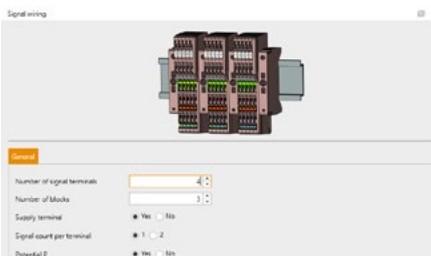 Signal wiring
General
Number of signal terminals 4
Number of blocks 3
Supply terminal Yes No
Signal count per terminal 1 2
Potential P Yes No